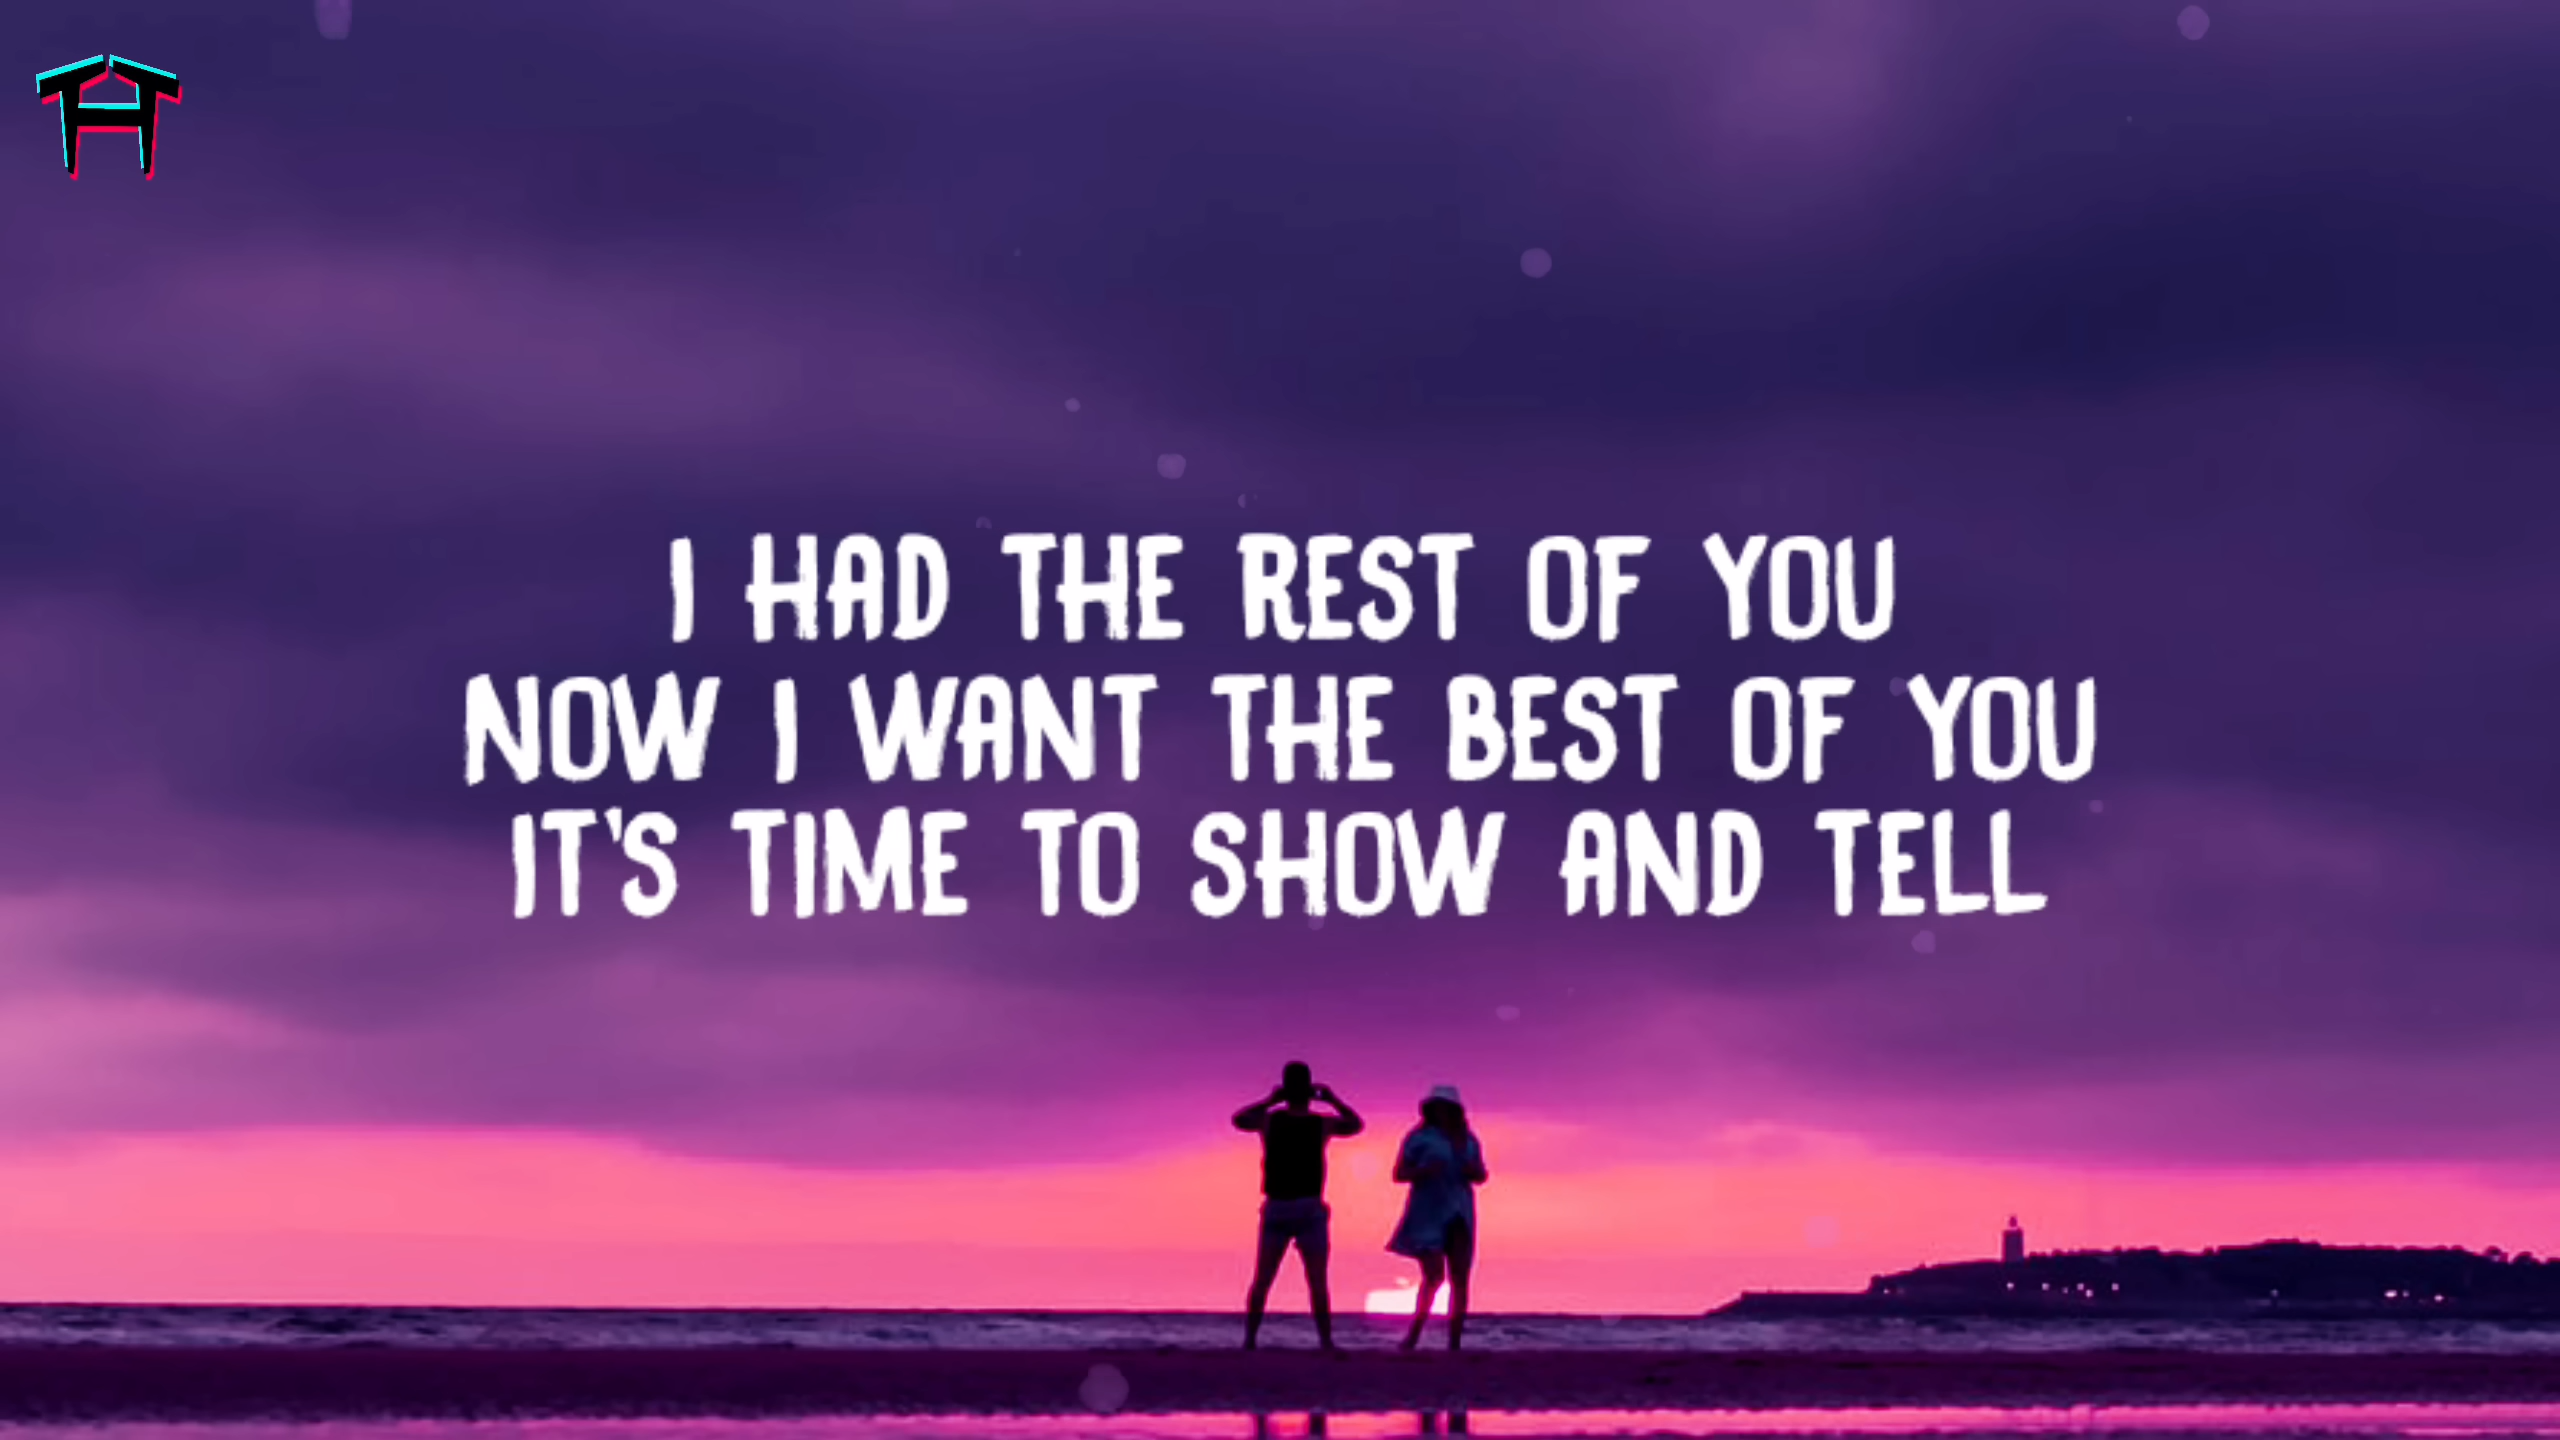 I HAD THE REST OF YOU
NOW I WANT THE BEST OF YOU
IT'S TIME TO SHOW AND TELL